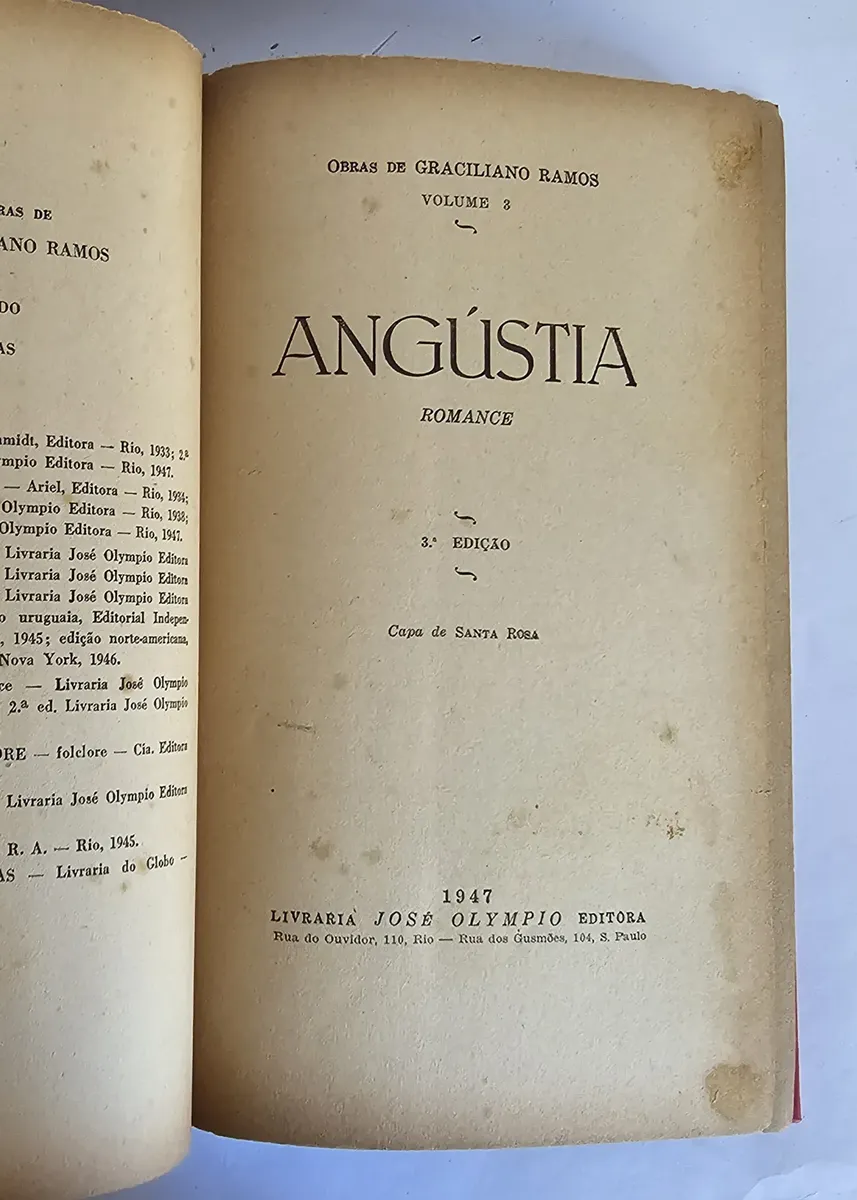 RAS DE
ANO RAMOS
DO
AS
midt, Editora — Rio, 1933; 2.ª
mpio Editora — Rio, 1947.
— Ariel, Editora — Rio, 1934;
Olympio Editora — Rio, 1938;
Olympio Editora — Rio, 1947.
Livraria José Olympio Editora
Livraria José Olympio Editora
Livraria José Olympio Editora
o uruguaia, Editorial Indepen-
, 1945; edição norte-americana,
Nova York, 1946.
ce — Livraria José Olympio
2.ª ed. Livraria José Olympio
ORE — folclore — Cia. Editora
Livraria José Olympio Editora
R. A. — Rio, 1945.
AS — Livraria do Globo —
OBRAS DE GRACILIANO RAMOS
VOLUME 3
ANGÚSTIA
ROMANCE
3.ª EDIÇÃO
Capa de SANTA ROSA
1947
LIVRARIA JOSÉ OLYMPIO EDITORA
Rua do Ouvidor, 110, Rio — Rua dos Gusmões, 104, S. Paulo